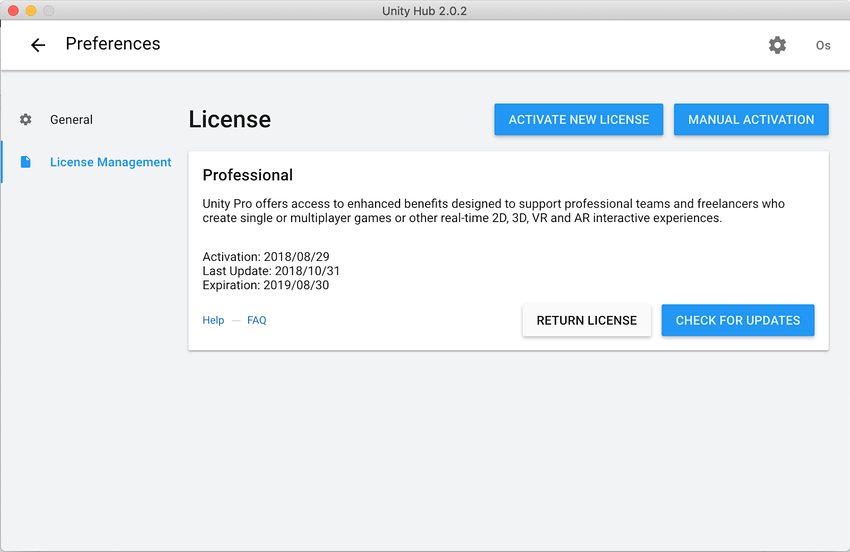 Unity Hub 2.0.2
Preferences
Os
General
License Management
License
ACTIVATE NEW LICENSE
MANUAL ACTIVATION
Professional
Unity Pro offers access to enhanced benefits designed to support professional teams and freelancers who
create single or multiplayer games or other real-time 2D, 3D, VR and AR interactive experiences.
Activation: 2018/08/29
Last Update: 2018/10/31
Expiration: 2019/08/30
Help — FAQ
RETURN LICENSE
CHECK FOR UPDATES